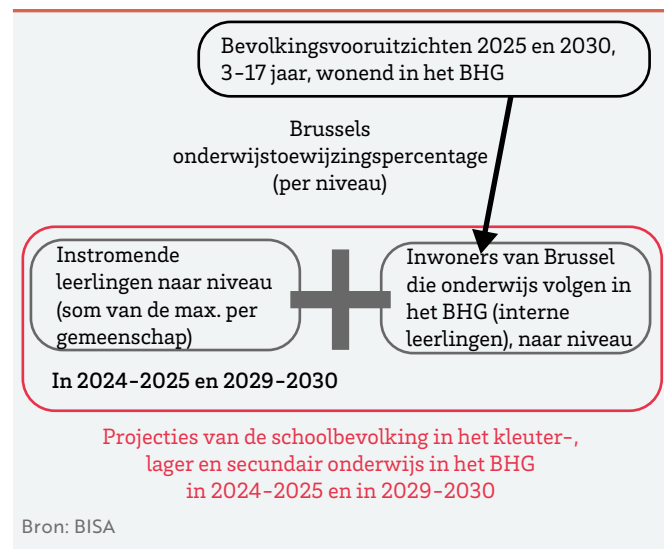 Bevolkingsvooruitzichten 2025 en 2030,
3-17 jaar, wonend in het BHG
Brussels
onderwijstoewijzingspercentage
(per niveau)
Instromende
leerlingen naar niveau
(som van de max. per
gemeenschap)
Inwoners van Brussel
die onderwijs volgen in
het BHG (interne
leerlingen), naar niveau
In 2024-2025 en 2029-2030
Projecties van de schoolbevolking in het kleuter-,
lager en secundair onderwijs in het BHG
in 2024-2025 en in 2029-2030
Bron: BISA